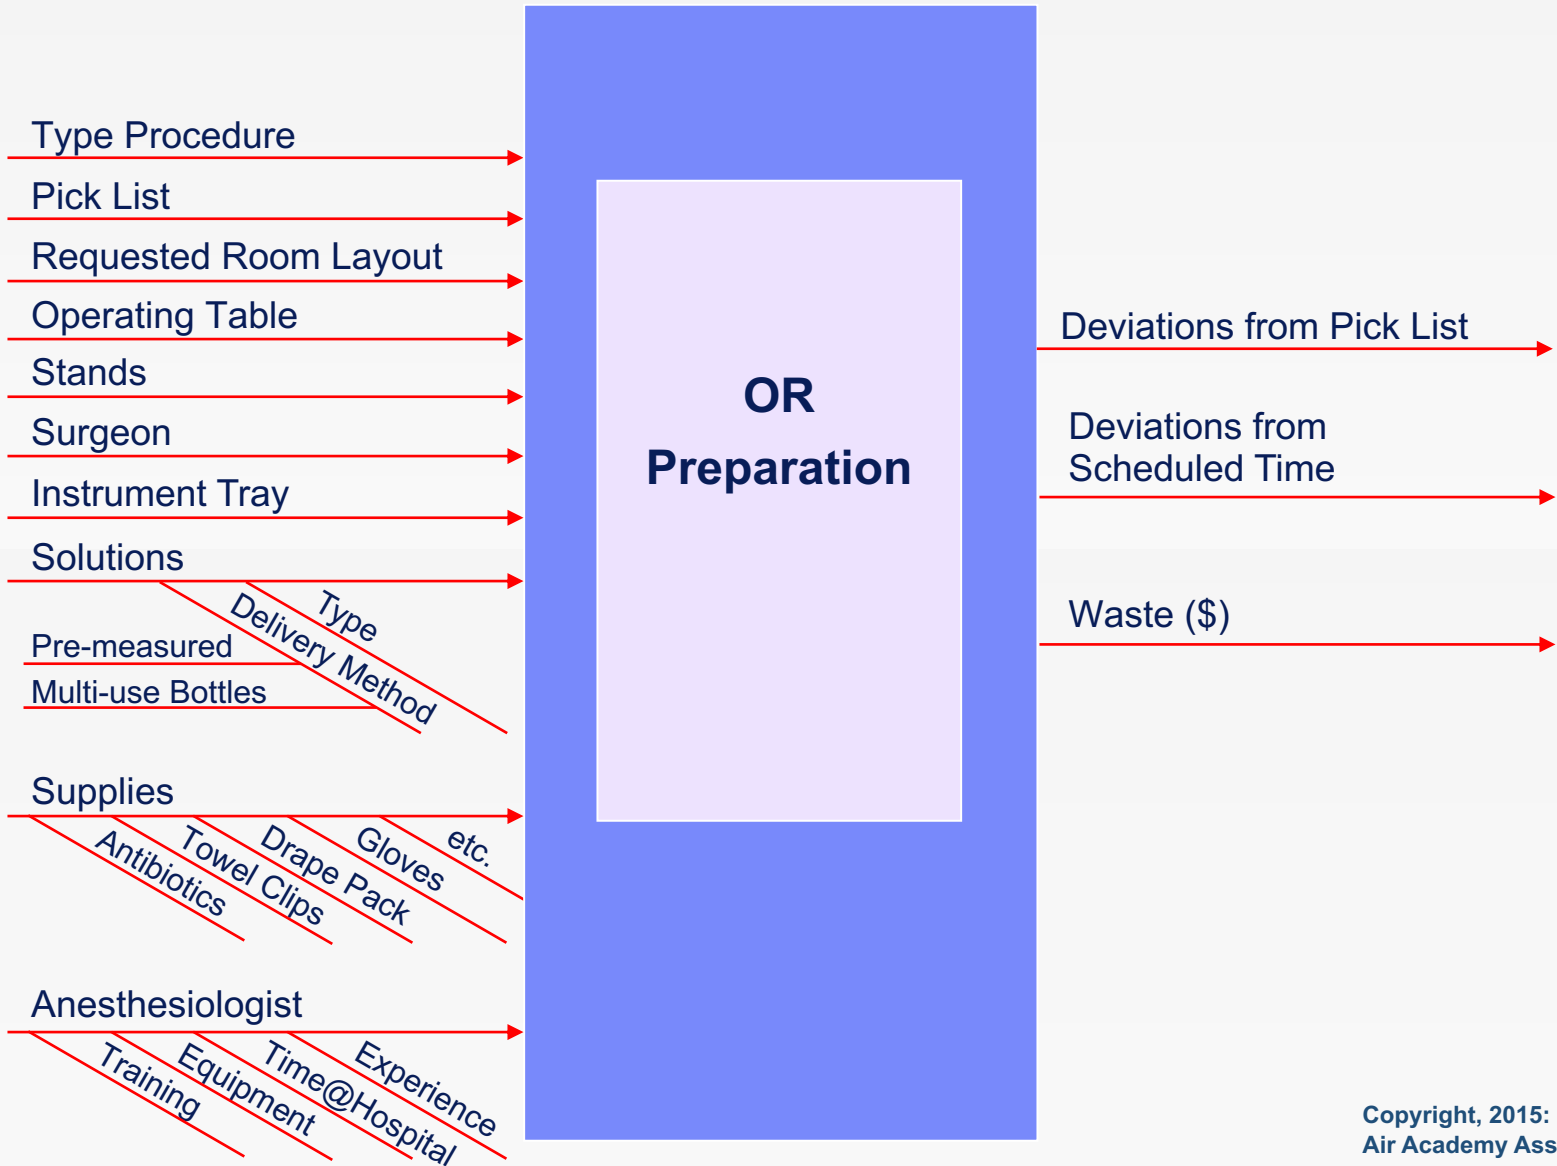 Type Procedure
Pick List
Requested Room Layout
Operating Table
Stands
Surgeon
Instrument Tray
Solutions
Type
Delivery Method
Pre-measured
Multi-use Bottles
Supplies
Antibiotics
Towel Clips
Drape Pack
Gloves
etc.
Anesthesiologist
Training
Equipment
Time@Hospital
Experience
OR
Preparation
Deviations from Pick List
Deviations from
Scheduled Time
Waste ($)
Copyright, 2015:
Air Academy Ass